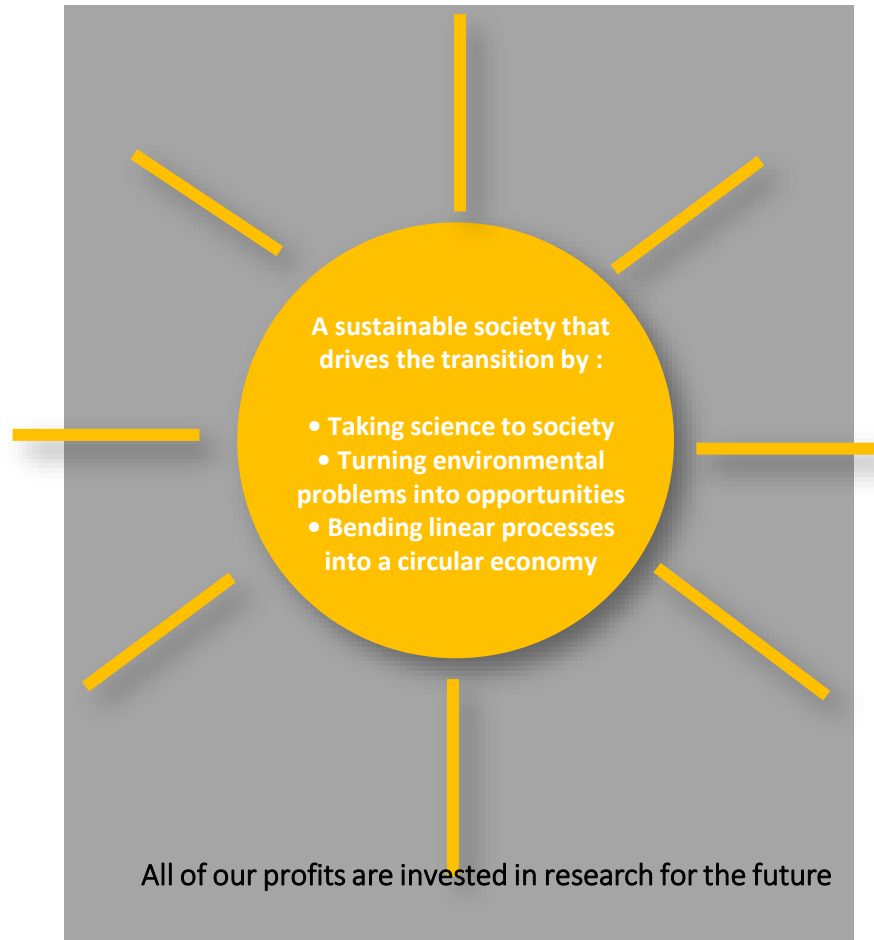 A sustainable society that
drives the transition by :
• Taking science to society
• Turning environmental
problems into opportunities
• Bending linear processes
into a circular economy
All of our profits are invested in research for the future